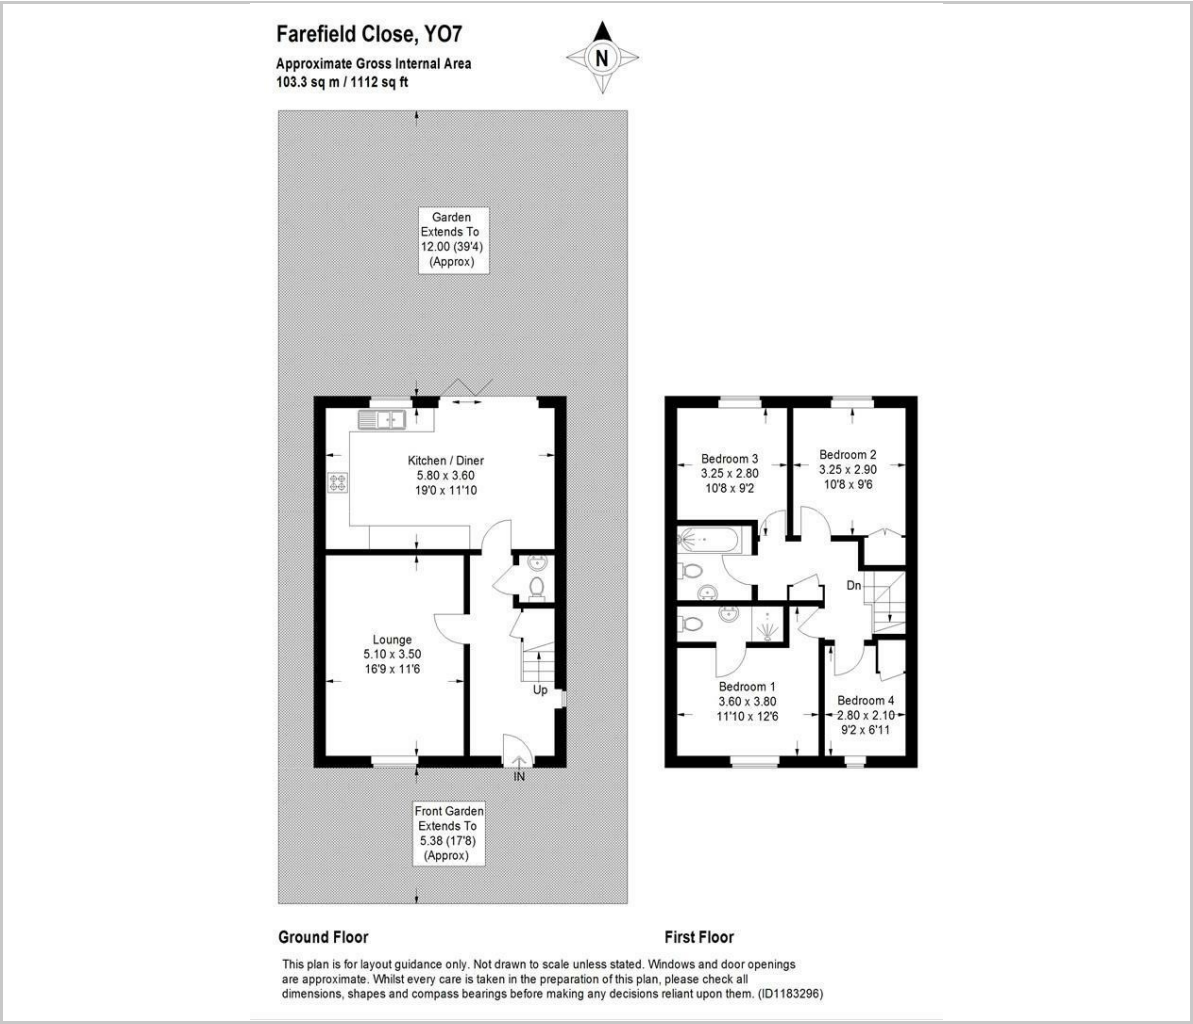 Farefield Close, YO7
Approximate Gross Internal Area
103.3 sq m / 1112 sq ft
N
Garden
Extends To
12.00 (39'4)
(Approx)
Kitchen / Diner
5.80 x 3.60
19'0 x 11'10
Lounge
5.10 x 3.50
16'9 x 11'6
Up
IN
Front Garden
Extends To
5.38 (17'8)
(Approx)
Bedroom 3
3.25 x 2.80
10'8 x 9'2
Bedroom 2
3.25 x 2.90
10'8 x 9'6
Dn
Bedroom 1
3.60 x 3.80
11'10 x 12'6
Bedroom 4
2.80 x 2.10
9'2 x 6'11
Ground Floor
First Floor
This plan is for layout guidance only. Not drawn to scale unless stated. Windows and door openings
are approximate. Whilst every care is taken in the preparation of this plan, please check all
dimensions, shapes and compass bearings before making any decisions reliant upon them. (ID1183296)